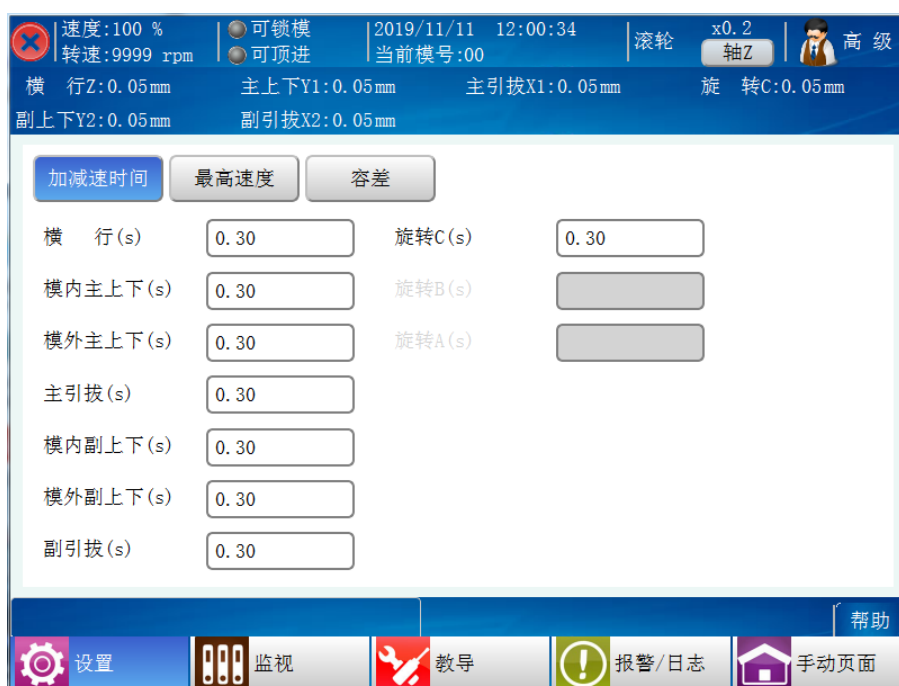 速度:100 % 可锁模 2019/11/11 12:00:34 滚轮 x0.2 高 级
转速:9999 rpm 可顶进 当前模号:00 轴Z
横 行Z:0.05mm 主上下Y1:0.05mm 主引拔X1:0.05mm 旋 转C:0.05mm
副上下Y2:0.05mm 副引拔X2:0.05mm
加减速时间 最高速度 容差
横 行(s) 0.30 旋转C(s) 0.30
模内主上下(s) 0.30 旋转B(s)
模外主上下(s) 0.30 旋转A(s)
主引拔(s) 0.30
模内副上下(s) 0.30
模外副上下(s) 0.30
副引拔(s) 0.30
帮助
设置 监视 教导 报警/日志 手动页面